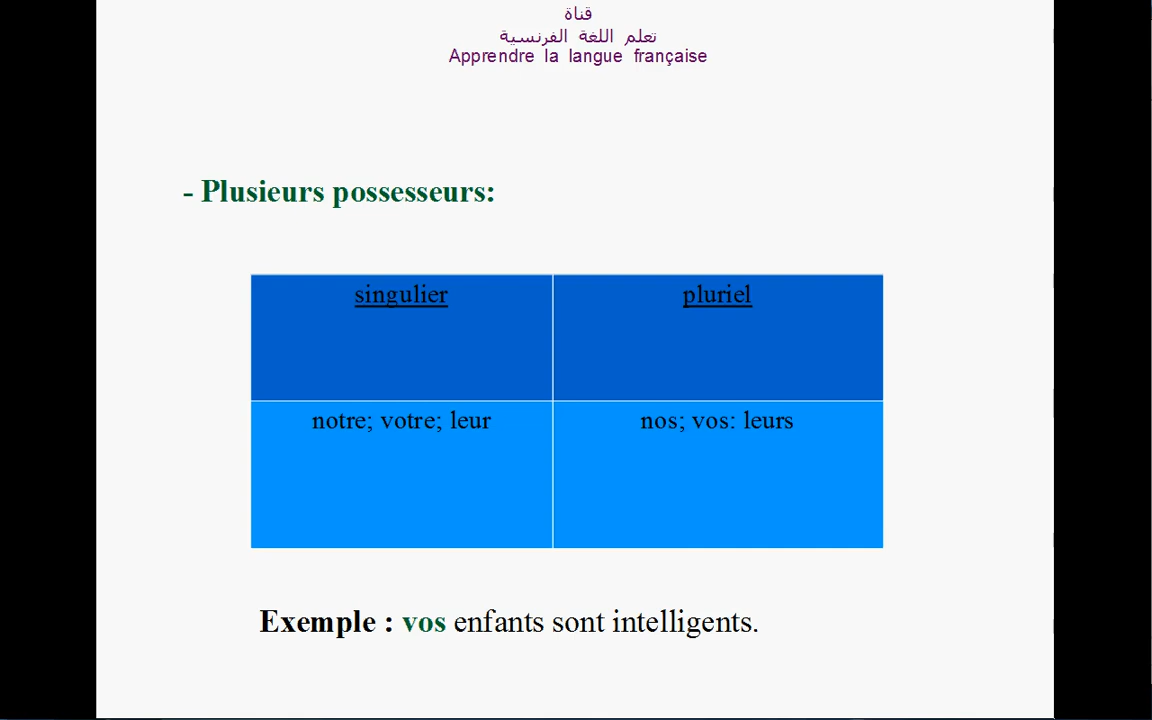 قناة
تعلم اللغة الفرنسية
Apprendre la langue française
- Plusieurs possesseurs:
singulier
pluriel
notre; votre; leur
nos; vos: leurs
Exemple : vos enfants sont intelligents.